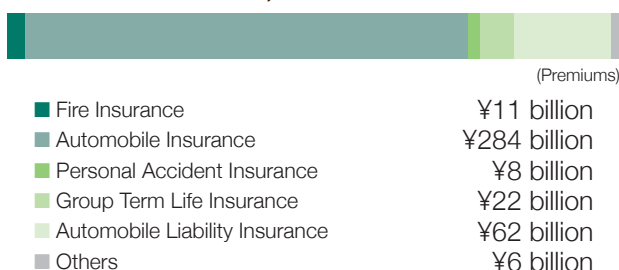 (Premiums)
Fire Insurance ¥11 billion
Automobile Insurance ¥284 billion
Personal Accident Insurance ¥8 billion
Group Term Life Insurance ¥22 billion
Automobile Liability Insurance ¥62 billion
Others ¥6 billion